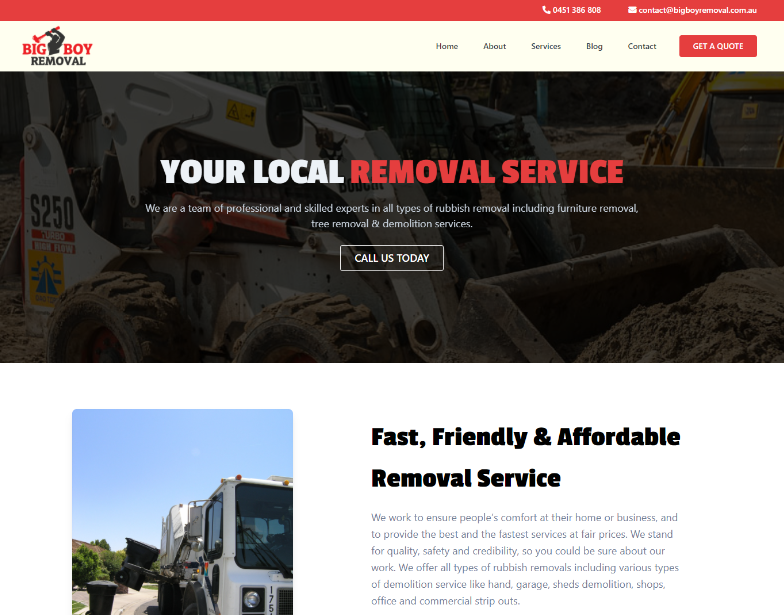 0451 386 808 contact@bigboyremoval.com.au
BIG BOY
REMOVAL
Home About Services Blog Contact GET A QUOTE
YOUR LOCAL REMOVAL SERVICE
We are a team of professional and skilled experts in all types of rubbish removal including furniture removal,
tree removal & demolition services.
CALL US TODAY
S250
Bobcat
Fast, Friendly & Affordable
Removal Service
We work to ensure people's comfort at their home or business, and
to provide the best and the fastest services at fair prices. We stand
for quality, safety and credibility, so you could be sure about our
work. We offer all types of rubbish removals including various types
of demolition service like hand, garage, sheds demolition, shops,
office and commercial strip outs.